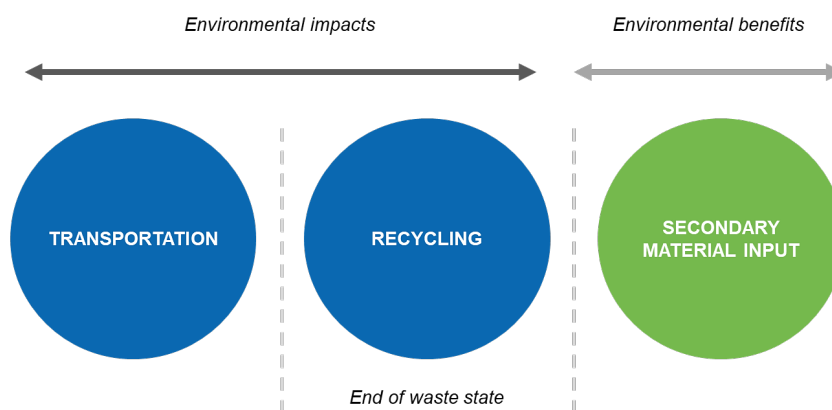 Environmental impacts
Environmental benefits
TRANSPORTATION
RECYCLING
SECONDARY
MATERIAL INPUT
End of waste state